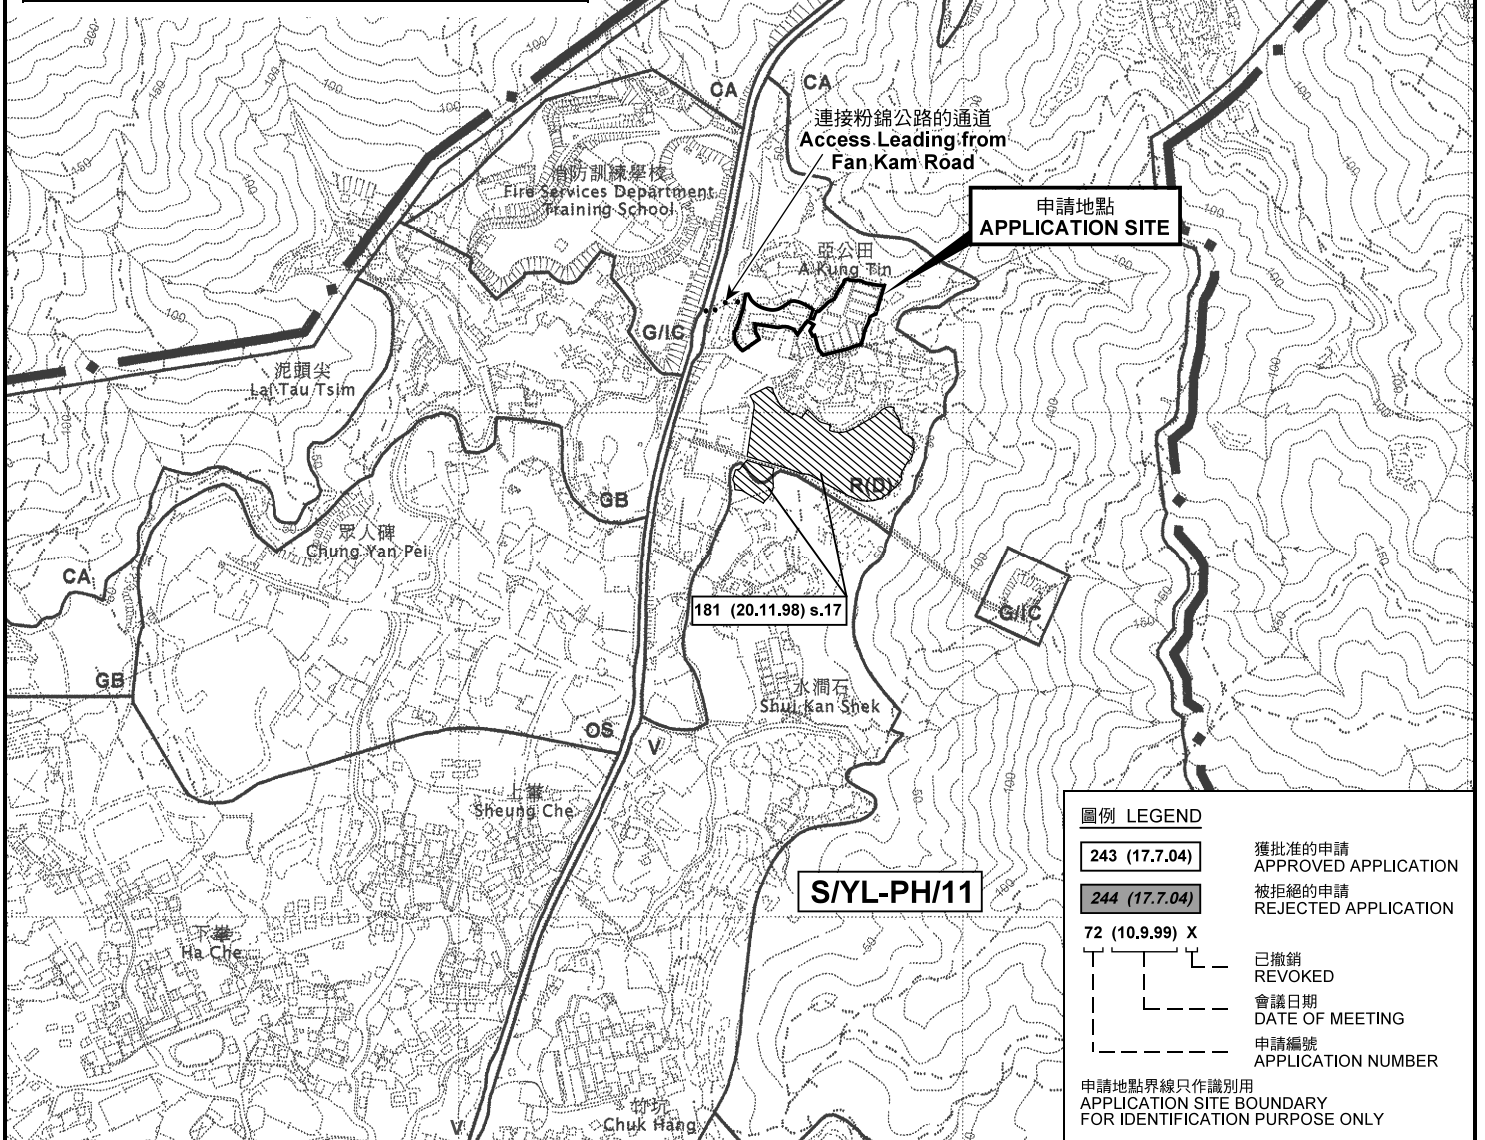 CA
CA
連接粉錦公路的通道
Access Leading from
Fan Kam Road
消防訓練學校
Fire Services Department
Training School
申請地點
APPLICATION SITE
亞公田
A Kung Tin
G/IC
泥頭尖
Lai Tau Tsim
GB
R(D)
眾人碑
Chung Yan Pei
CA
181 (20.11.98) s.17
G/IC
GB
水澗石
Shui Kan Shek
OS
V
上輋
Sheung Che
S/YL-PH/11
下輋
Ha Che
竹坑
Chuk Hang
V
圖例 LEGEND
243 (17.7.04)
獲批准的申請
APPROVED APPLICATION
244 (17.7.04)
被拒絕的申請
REJECTED APPLICATION
72 (10.9.99) X
已撤銷
REVOKED
會議日期
DATE OF MEETING
申請編號
APPLICATION NUMBER
申請地點界線只作識別用
APPLICATION SITE BOUNDARY
FOR IDENTIFICATION PURPOSE ONLY